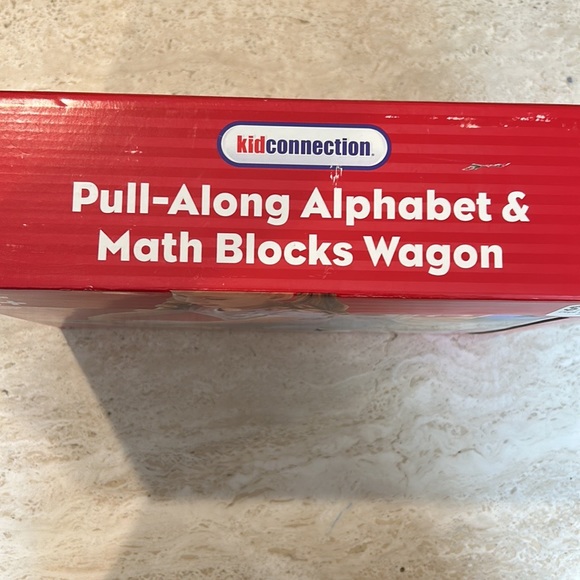 kidconnection
Pull-Along Alphabet &
Math Blocks Wagon